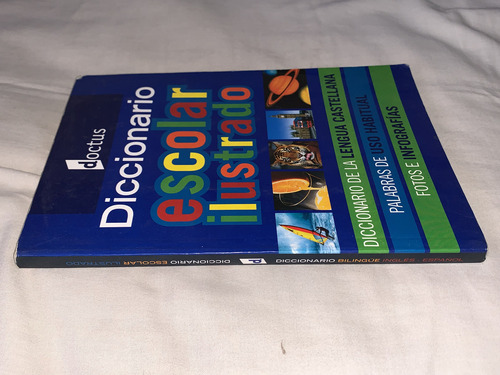 doctus
Diccionario
escolar
ilustrado
DICCIONARIO DE LA LENGUA CASTELLANA
PALABRAS DE USO HABITUAL
FOTOS E INFOGRAFÍAS
DICCIONARIO ESCOLAR ILUSTRADO
d
DICCIONARIO BILINGÜE INGLÉS - ESPAÑOL